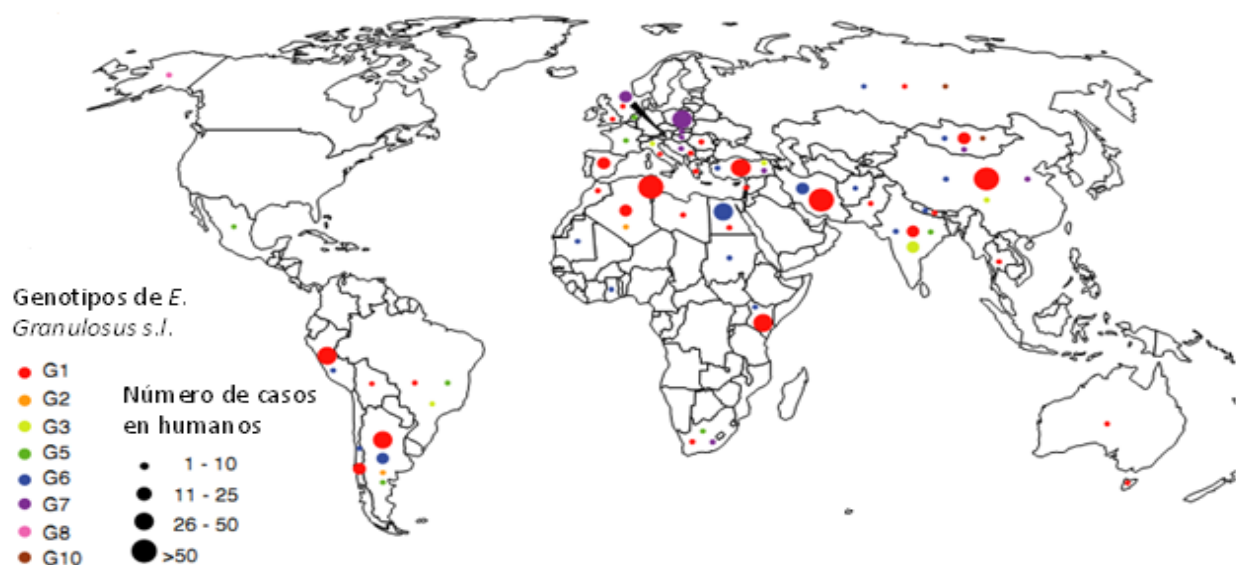 Genotipos de E.
Granulosus s.l.
G1
G2
G3
G5
G6
G7
G8
G10
Número de casos
en humanos
1 - 10
11 - 25
26 - 50
>50